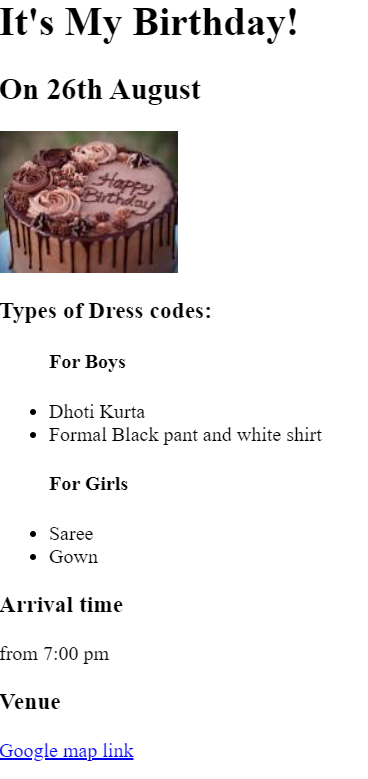 It's My Birthday!
On 26th August
Happy
Birthday
Types of Dress codes:
For Boys
Dhoti Kurta
Formal Black pant and white shirt
For Girls
Saree
Gown
Arrival time
from 7:00 pm
Venue
Google map link